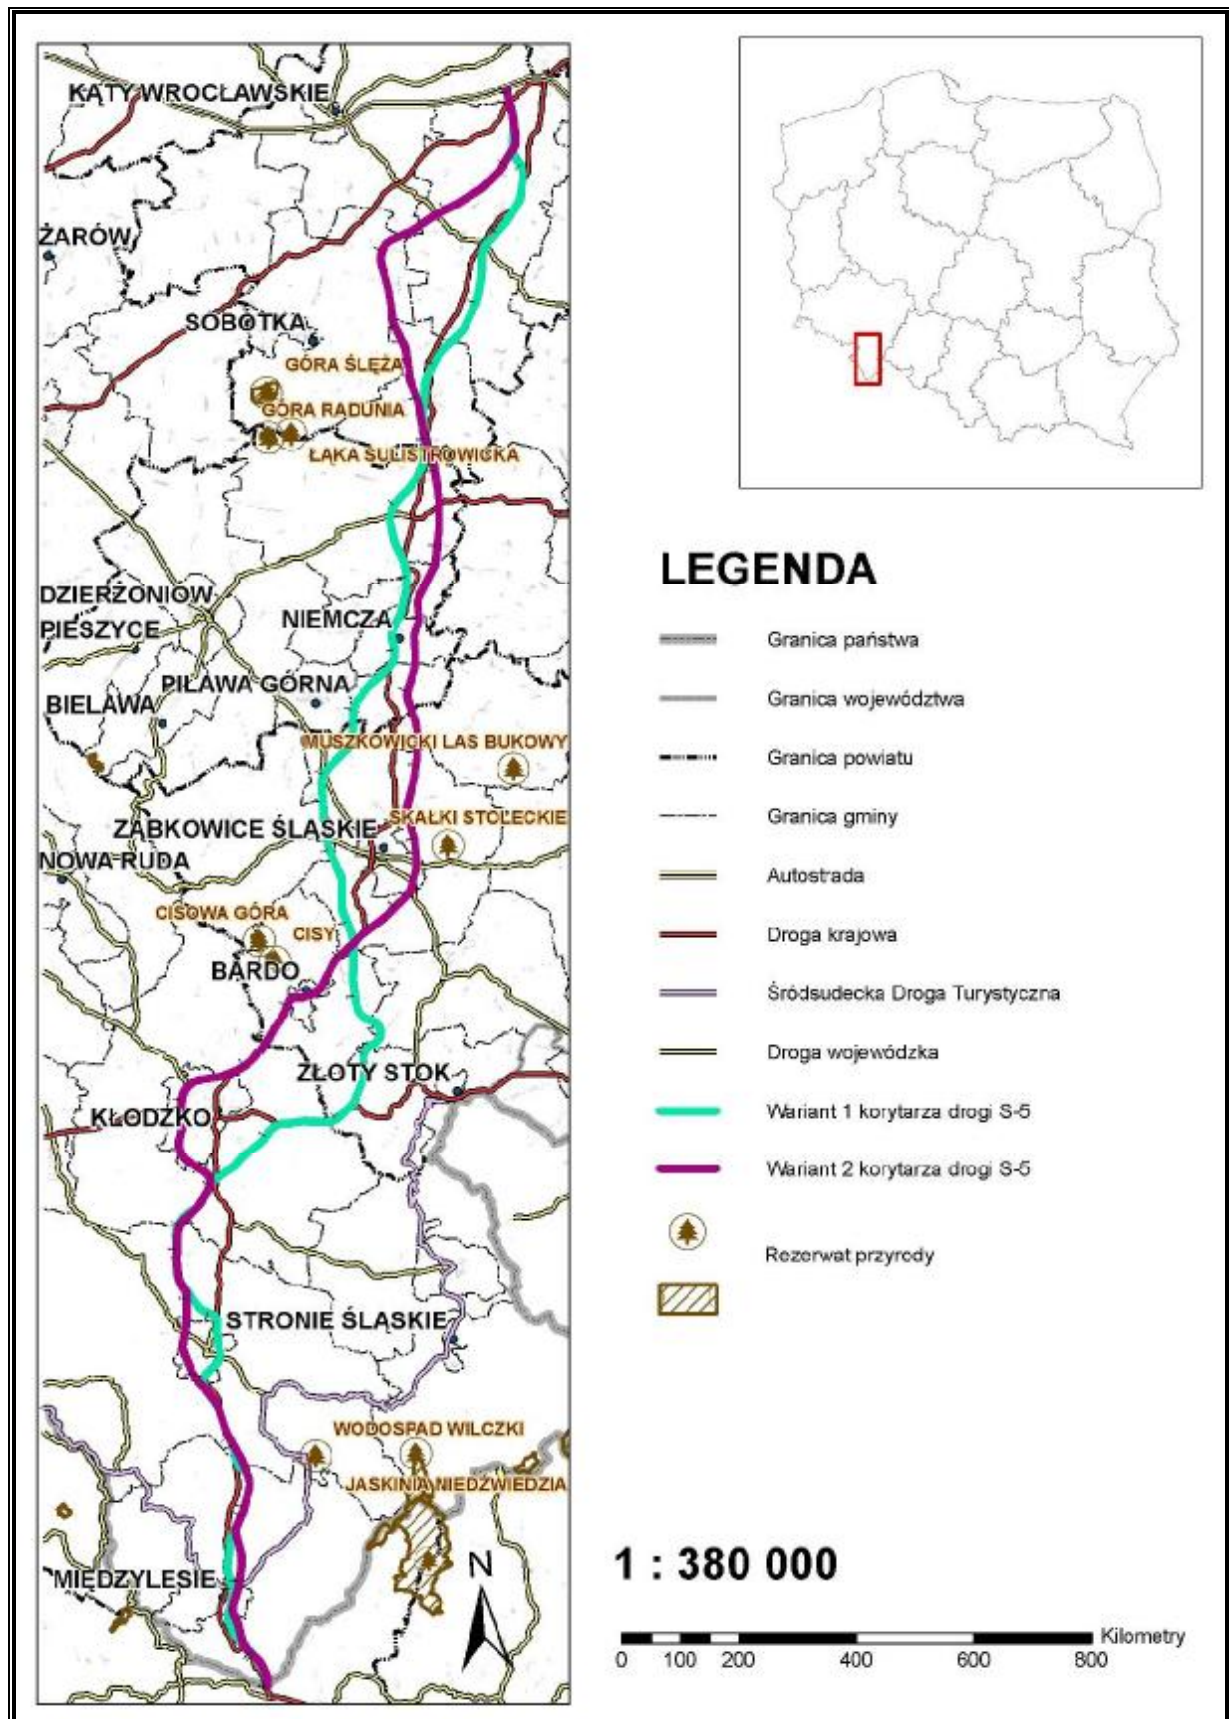 KĄTY WROCŁAWSKIE
ŻARÓW
SOBÓTKA
GÓRA ŚLĘŻA
GÓRA RADUNIA
ŁĄKA SULISTROWICKA
DZIERŻONIÓW
PIESZYCE
NIEMCZA
PIŁAWA GÓRNA
BIELAWA
MUSZKOWICKI LAS BUKOWY
ZĄBKOWICE ŚLĄSKIE
SKAŁKI STOLECKIE
NOWA RUDA
CISOWA GÓRA
CISY
BARDO
ZŁOTY STOK
KŁODZKO
STRONIE ŚLĄSKIE
WODOSPAD WILCZKI
JASKINIA NIEDŹWIEDZIA
MIĘDZYLESIE
N
LEGENDA
Granica państwa
Granica województwa
Granica powiatu
Granica gminy
Autostrada
Droga krajowa
Śródsudecka Droga Turystyczna
Droga wojewódzka
Wariant 1 korytarza drogi S-5
Wariant 2 korytarza drogi S-5
Rezerwat przyrody
1 : 380 000
Kilometry
0 100 200 400 600 800